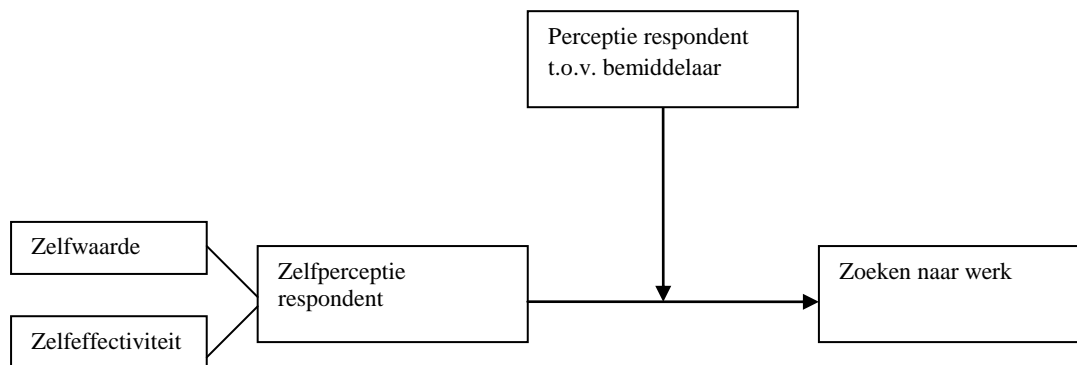 Perceptie respondent
t.o.v. bemiddelaar
Zelfwaarde
Zelfperceptie
respondent
Zoeken naar werk
Zelfeffectiviteit